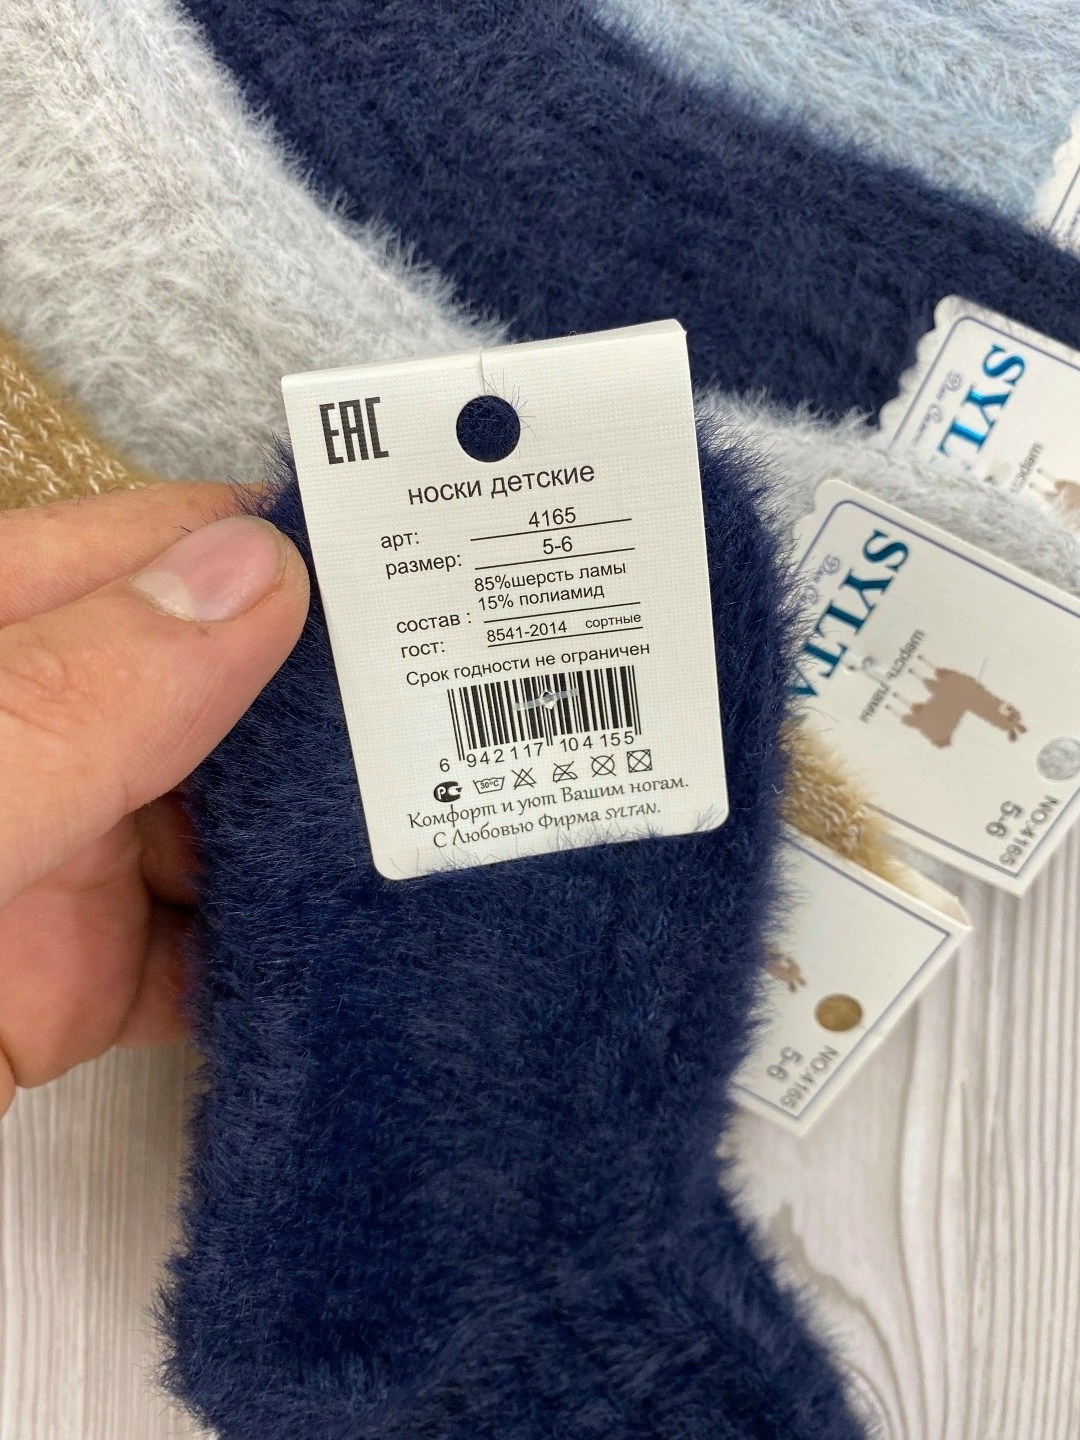 EAC
носки детские
арт: 4165
размер: 5-6
85%шерсть ламы
состав : 15% полиамид
гост: 8541-2014 сортные
Срок годности не ограничен
6 942117 104155
РС 30°C
Комфорт и уют Вашим ногам.
С Любовью Фирма SYLTAN.
SYL
SYLTA
шерсть ламы
NO:4165
5-6
NO:4165
5-6